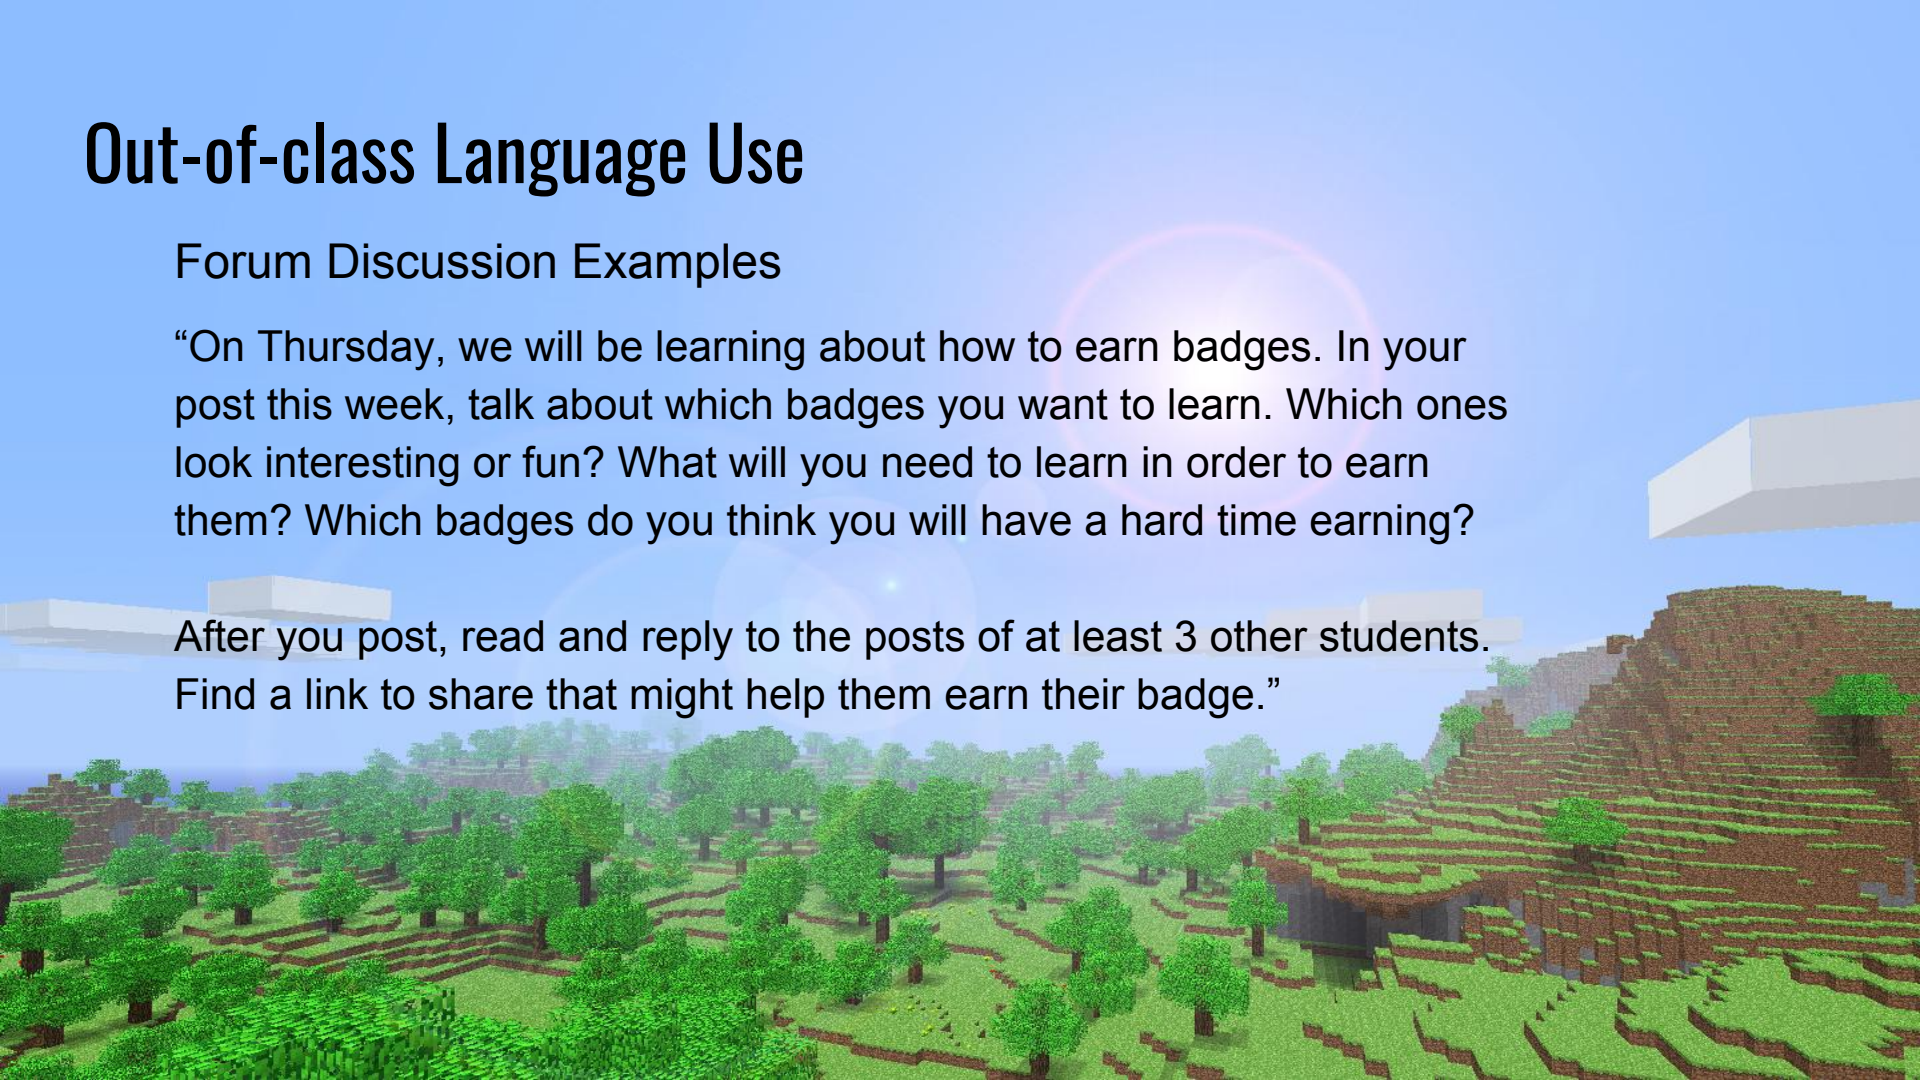 Out-of-class Language Use
Forum Discussion Examples
“On Thursday, we will be learning about how to earn badges. In your
post this week, talk about which badges you want to learn. Which ones
look interesting or fun? What will you need to learn in order to earn
them? Which badges do you think you will have a hard time earning?
After you post, read and reply to the posts of at least 3 other students.
Find a link to share that might help them earn their badge.”